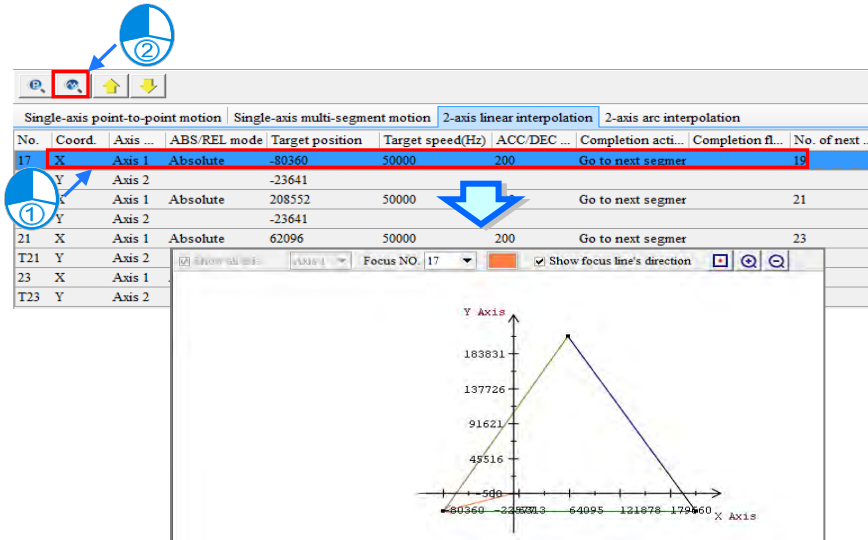 ②
Single-axis point-to-point motion Single-axis multi-segment motion 2-axis linear interpolation 2-axis arc interpolation
No. Coord. Axis ... ABS/REL mode Target position Target speed(Hz) ACC/DEC ... Completion acti... Completion fl... No. of next ...
17 X Axis 1 Absolute -80360 50000 200 Go to next segmer 19
Y Axis 2 -23641
①
X Axis 1 Absolute 208552 50000 Go to next segmer 21
Y Axis 2 -23641
21 X Axis 1 Absolute 62096 50000 200 Go to next segmer 23
T21 Y Axis 2
Focus NO. 17 Show focus line's direction
23 X Axis 1
T23 Y Axis 2
Y Axis
183831
137726
91621
45516
-80360 64095 121878 X Axis